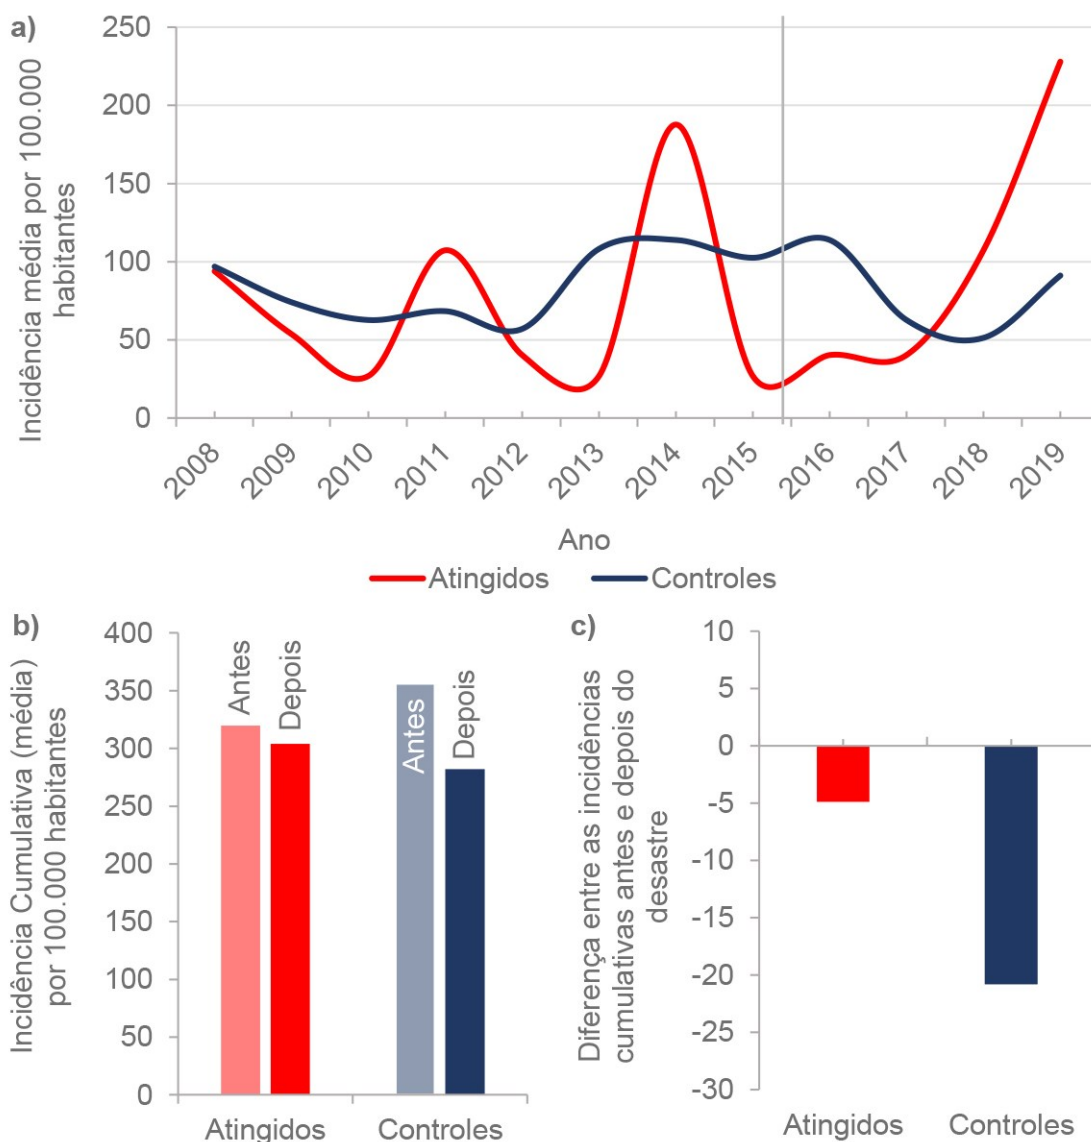 a)
Incidência média por 100.000
habitantes
250
200
150
100
50
0
2008
2009
2010
2011
2012
2013
2014
2015
2016
2017
2018
2019
Ano
Atingidos
Controles
b)
Incidência Cumulativa (média)
por 100.000 habitantes
400
350
300
250
200
150
100
50
0
Antes
Depois
Antes
Depois
Atingidos
Controles
c)
Diferença entre as incidências
cumulativas antes e depois do
desastre
10
5
0
-5
-10
-15
-20
-25
-30
Atingidos
Controles